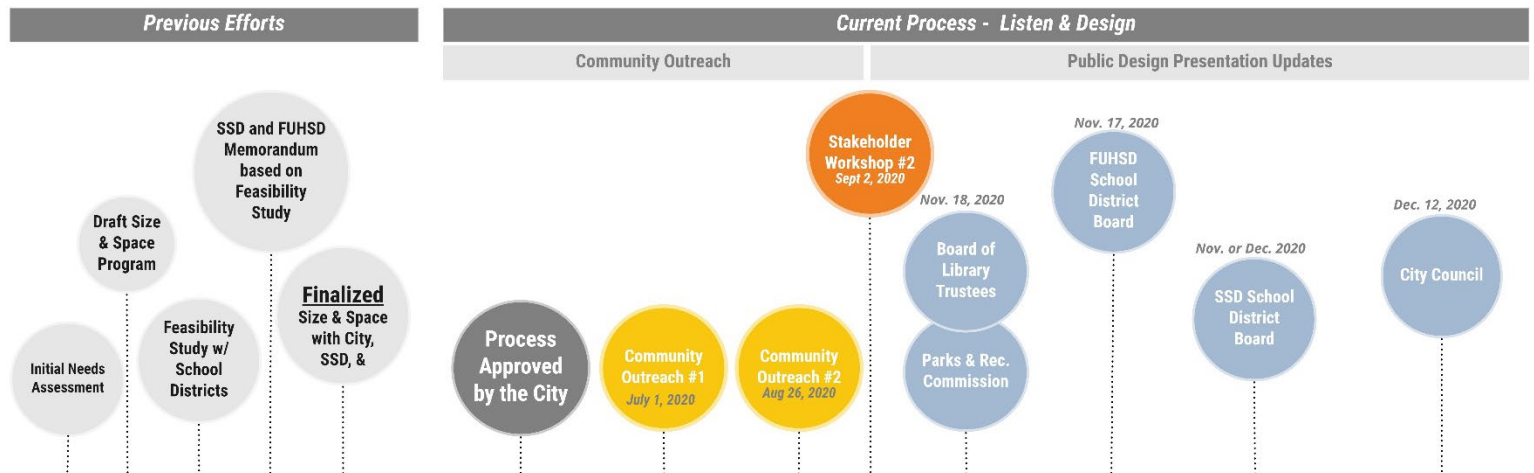 Previous Efforts
Current Process - Listen & Design
Community Outreach
Public Design Presentation Updates
Initial Needs
Assessment
Draft Size
& Space
Program
Feasibility
Study w/
School
Districts
SSD and FUHSD
Memorandum
based on
Feasibility
Study
Finalized
Size & Space
with City,
SSD, &
Process
Approved
by the City
Community
Outreach #1
July 1, 2020
Community
Outreach #2
Aug 26, 2020
Stakeholder
Workshop #2
Sept 2, 2020
Nov. 18, 2020
Board of
Library
Trustees
Parks & Rec.
Commission
Nov. 17, 2020
FUHSD
School
District
Board
Nov. or Dec. 2020
SSD School
District
Board
Dec. 12, 2020
City Council